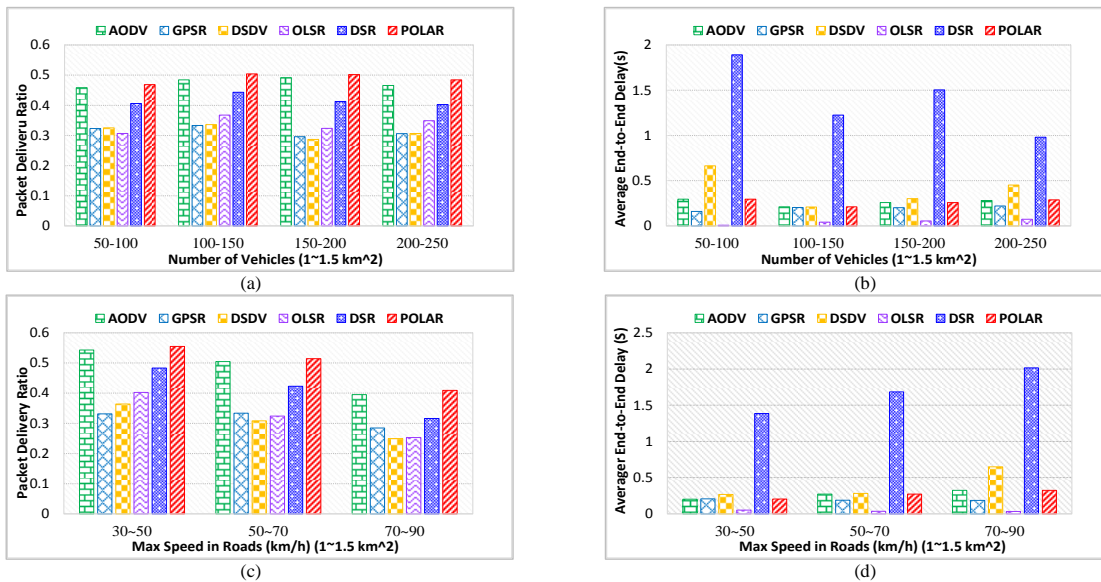 AODV GPSR DSDV OLSR DSR POLAR
0.6
0.5
0.4
0.3
0.2
0.1
0
Packet Deliveru Ratio
50-100 100-150 150-200 200-250
Number of Vehicles (1~1.5 km^2)
(a)
AODV GPSR DSDV OLSR DSR POLAR
2
1.5
1
0.5
0
Average End-to-End Delay(s)
50-100 100-150 150-200 200-250
Number of Vehicles (1~1.5 km^2)
(b)
AODV GPSR DSDV OLSR DSR POLAR
0.6
0.5
0.4
0.3
0.2
0.1
0
Packet Delivery Ratio
30~50 50~70 70~90
Max Speed in Roads (km/h) (1~1.5 km^2)
(c)
AODV GPSR DSDV OLSR DSR POLAR
2.5
2
1.5
1
0.5
0
Averager End-to-End Delay (S)
30~50 50~70 70~90
Max Speed in Roads (km/h) (1~1.5 km^2)
(d)